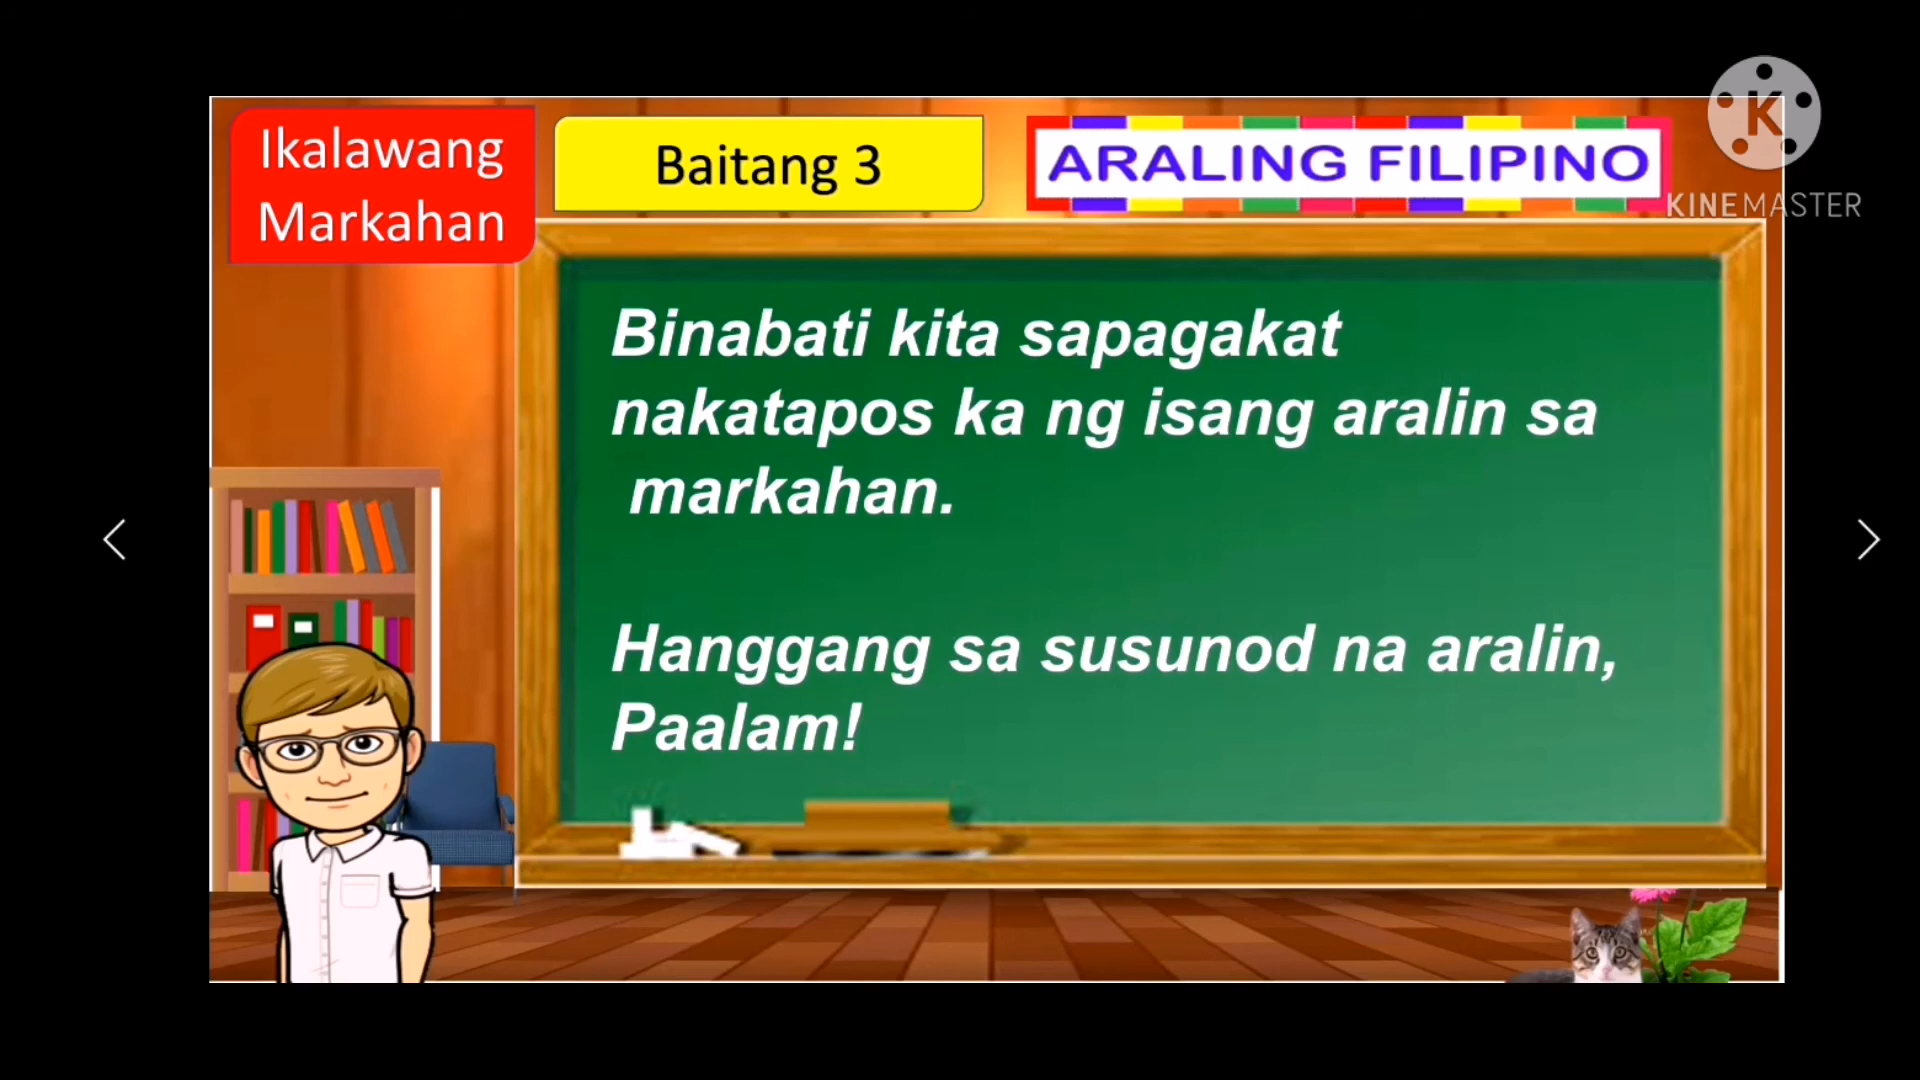 Ikalawang
Markahan
Baitang 3
ARALING FILIPINO
K
KINEMASTER
Binabati kita sapagakat
nakatapos ka ng isang aralin sa
markahan.
Hanggang sa susunod na aralin,
Paalam!